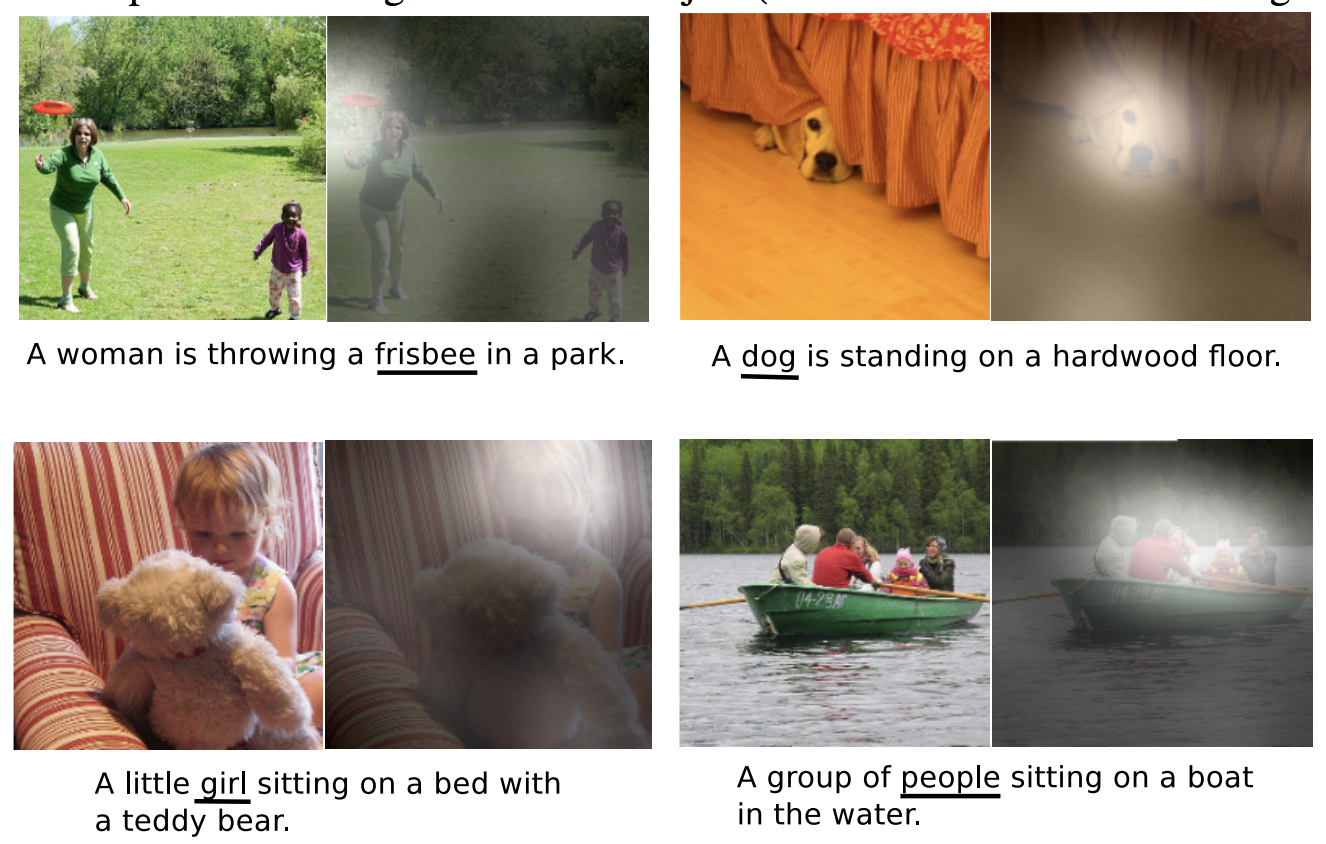 A woman is throwing a frisbee in a park.
A dog is standing on a hardwood floor.
A little girl sitting on a bed with
a teddy bear.
A group of people sitting on a boat
in the water.